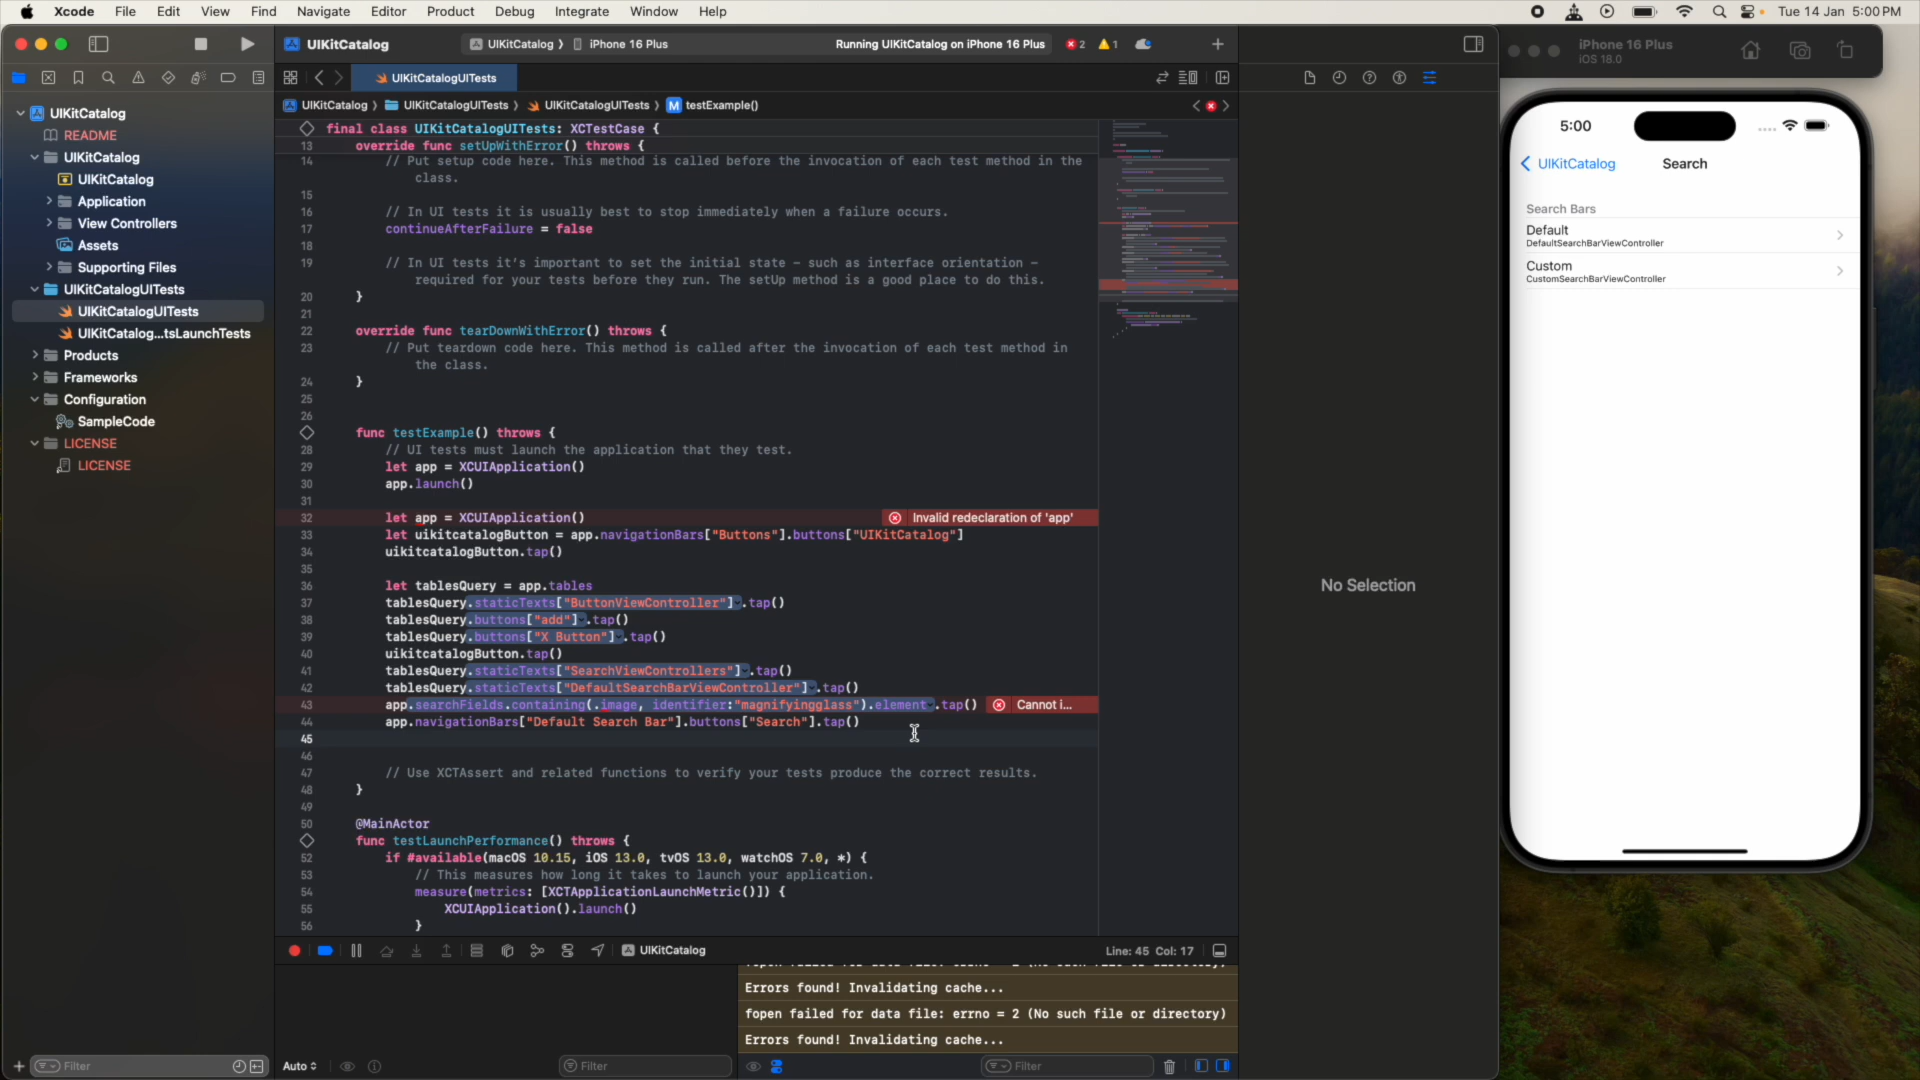 Xcode File Edit View Find Navigate Editor Product Debug Integrate Window Help
Tue 14 Jan 5:00 PM
UIKitCatalog
UIKitCatalog 〉 iPhone 16 Plus
Running UIKitCatalog on iPhone 16 Plus
2
1
iPhone 16 Plus
iOS 18.0
UIKitCatalogUITests
UIKitCatalog 〉 UIKitCatalogUITests 〉 UIKitCatalogUITests 〉 M testExample()
UIKitCatalog
README
UIKitCatalog
UIKitCatalog
Application
View Controllers
Assets
Supporting Files
UIKitCatalogUITests
UIKitCatalogUITests
UIKitCatalog...tsLaunchTests
Products
Frameworks
Configuration
SampleCode
LICENSE
LICENSE
Filter
final class UIKitCatalogUITests: XCTestCase {
13 override func setUpWithError() throws {
14 // Put setup code here. This method is called before the invocation of each test method in the
class.
15
16 // In UI tests it is usually best to stop immediately when a failure occurs.
17 continueAfterFailure = false
18
19 // In UI tests it's important to set the initial state - such as interface orientation -
required for your tests before they run. The setUp method is a good place to do this.
20 }
21
22 override func tearDownWithError() throws {
23 // Put teardown code here. This method is called after the invocation of each test method in
the class.
24 }
25
26
func testExample() throws {
28 // UI tests must launch the application that they test.
29 let app = XCUIApplication()
30 app.launch()
31
32 let app = XCUIApplication() Invalid redeclaration of 'app'
33 let uikitcatalogButton = app.navigationBars["Buttons"].buttons["UIKitCatalog"]
34 uikitcatalogButton.tap()
35
36 let tablesQuery = app.tables
37 tablesQuery.staticTexts["ButtonViewController"].tap()
38 tablesQuery.buttons["add"].tap()
39 tablesQuery.buttons["X Button"].tap()
40 uikitcatalogButton.tap()
41 tablesQuery.staticTexts["SearchViewControllers"].tap()
42 tablesQuery.staticTexts["DefaultSearchBarViewController"].tap()
43 app.searchFields.containing(.image, identifier:"magnifyingglass").element.tap() Cannot i...
44 app.navigationBars["Default Search Bar"].buttons["Search"].tap()
45
46
47 // Use XCTAssert and related functions to verify your tests produce the correct results.
48 }
49
50 @MainActor
func testLaunchPerformance() throws {
52 if #available(macOS 10.15, iOS 13.0, tvOS 13.0, watchOS 7.0, *) {
53 // This measures how long it takes to launch your application.
54 measure(metrics: [XCTApplicationLaunchMetric()]) {
55 XCUIApplication().launch()
56 }
UIKitCatalog
Line: 45 Col: 17
fopen failed for data file: errno = 2 (No such file or directory)
Errors found! Invalidating cache...
fopen failed for data file: errno = 2 (No such file or directory)
Errors found! Invalidating cache...
Auto
Filter
Filter
No Selection
5:00
UIKitCatalog
Search
Search Bars
Default
DefaultSearchBarViewController
Custom
CustomSearchBarViewController